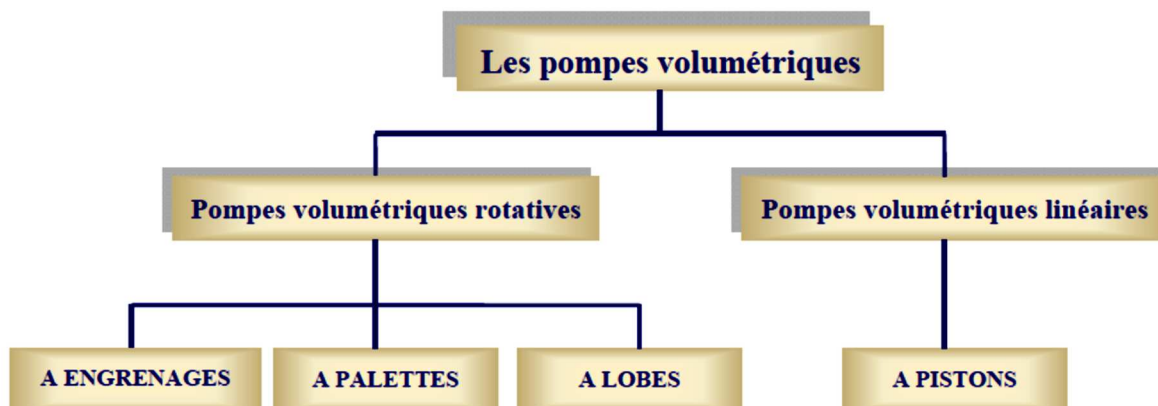 Les pompes volumétriques
Pompes volumétriques rotatives
Pompes volumétriques linéaires
A ENGRENAGES
A PALETTES
A LOBES
A PISTONS